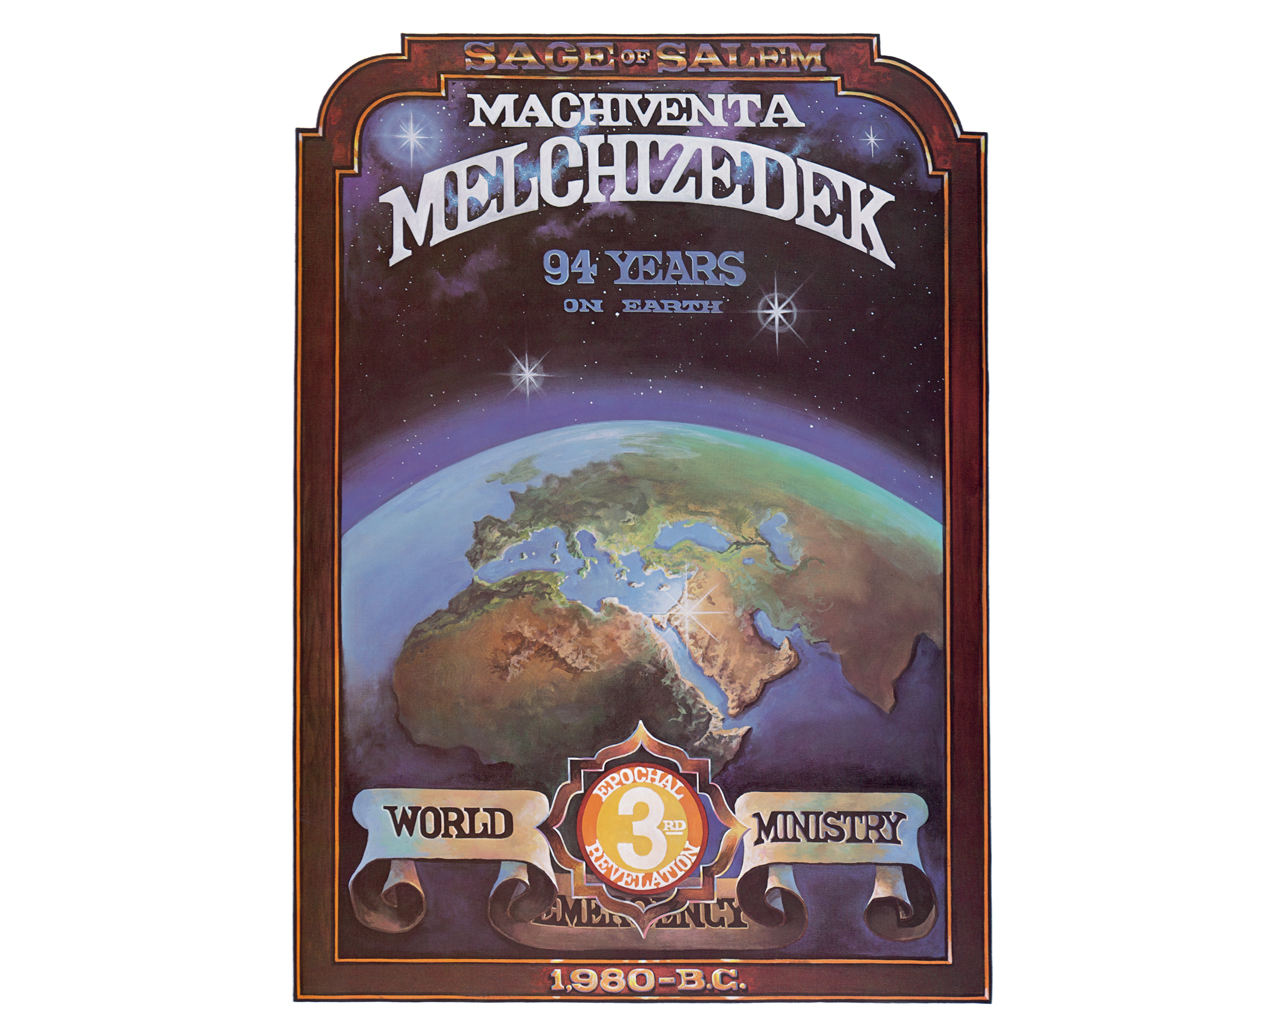 SAGE OF SALEM
MACHIVENTA
MELCHIZEDEK
94 YEARS
ON EARTH
EPOCHAL
3RD
REVELATION
WORLD
MINISTRY
EMERGENCY
1,980-B.C.